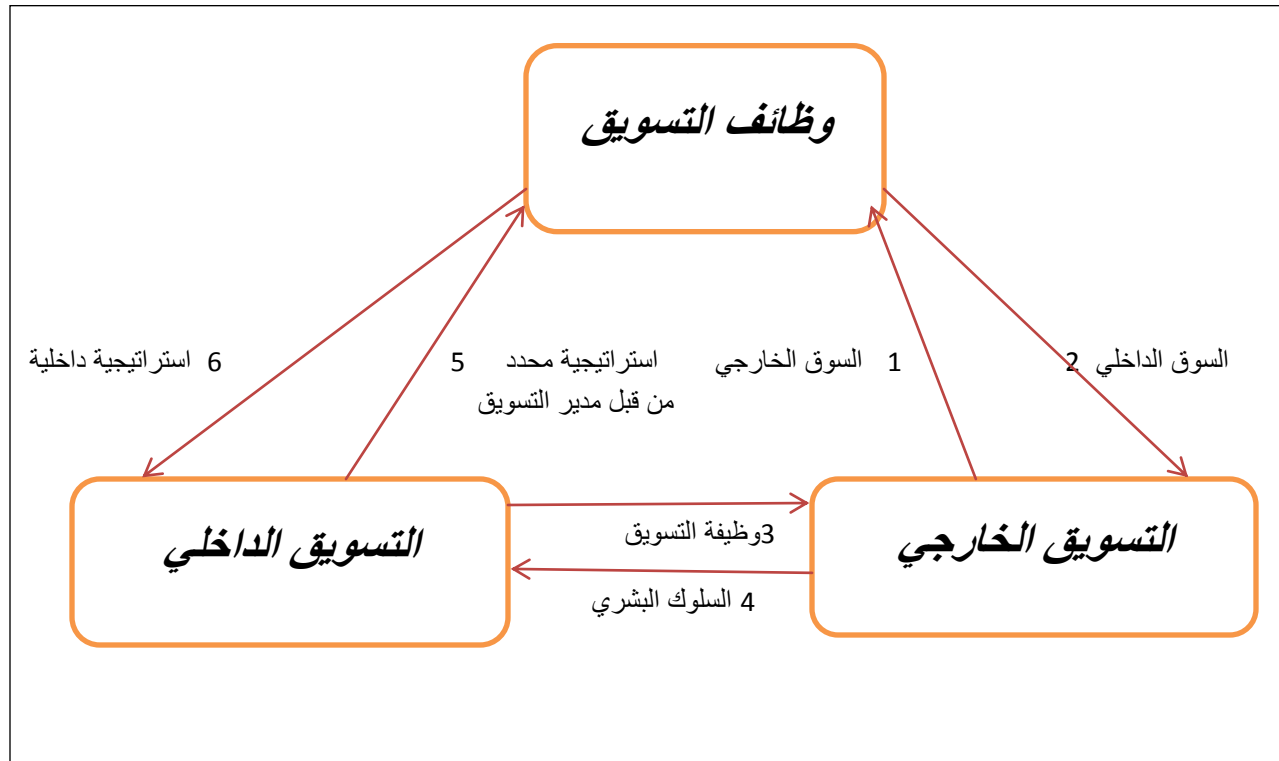 وظائف التسويق
السوق الداخلي 2
1 السوق الخارجي
استراتيجية محدد 5
من قبل مدير التسويق
6 استراتيجية داخلية
التسويق الخارجي
3وظيفة التسويق
4 السلوك البشري
التسويق الداخلي